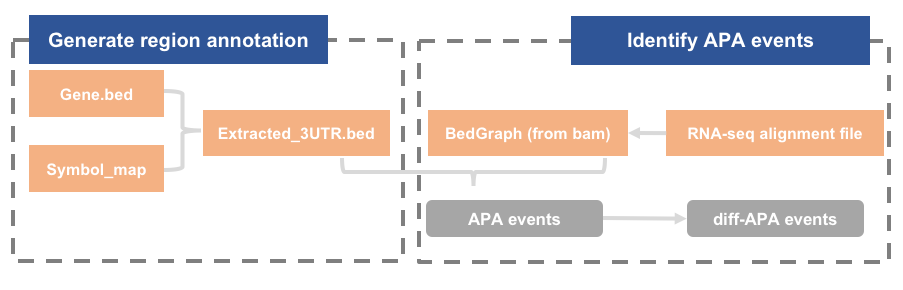 Generate region annotation
Identify APA events
Gene.bed
Symbol_map
Extracted_3UTR.bed
BedGraph (from bam)
RNA-seq alignment file
APA events
diff-APA events